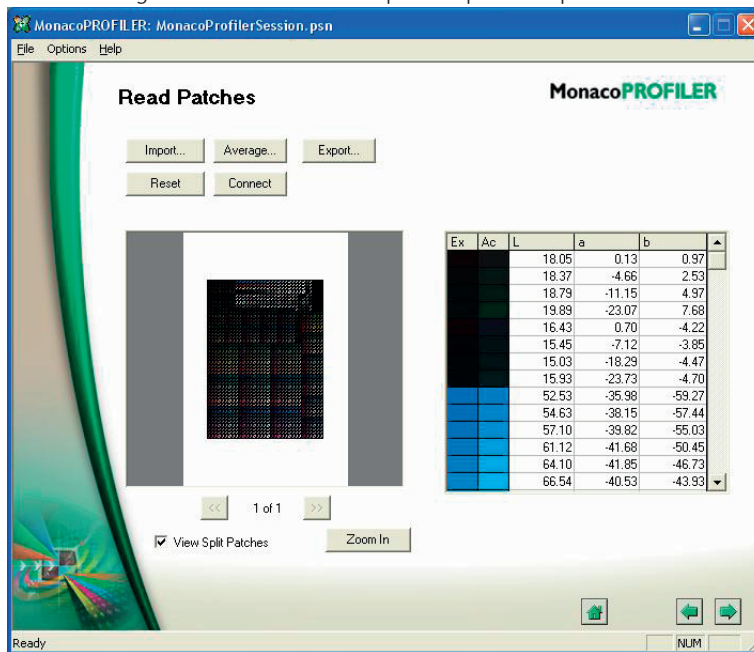 MonacoPROFILER: MonacoProfilerSession.psn
File Options Help
Read Patches
MonacoPROFILER
Import... Average... Export...
Reset Connect
Ex Ac L a b
18.05 0.13 0.97
18.37 -4.66 2.53
18.79 -11.15 4.97
19.89 -23.07 7.68
16.43 0.70 -4.22
15.45 -7.12 -3.85
15.03 -18.29 -4.47
15.93 -23.73 -4.70
52.53 -35.98 -59.27
54.63 -38.15 -57.44
57.10 -39.82 -55.03
61.12 -41.68 -50.45
64.10 -41.85 -46.73
66.54 -40.53 -43.93
<< 1 of 1 >>
View Split Patches Zoom In
Ready NUM